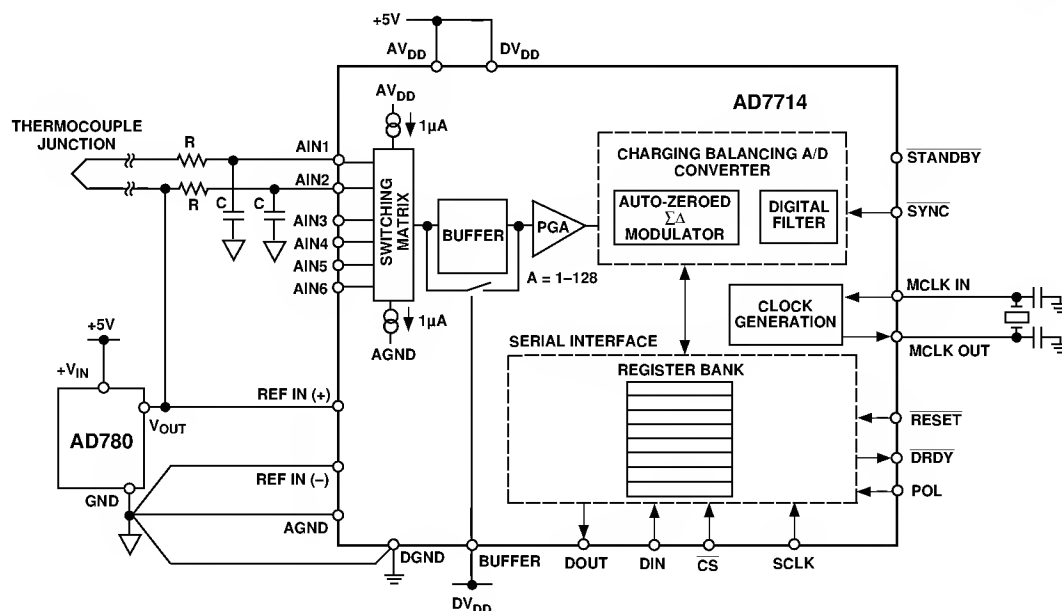 +5V
AVDD
DVDD
AD7714
AVDD
1µA
THERMOCOUPLE
JUNCTION
R
AIN1
AIN2
R
C
C
AIN3
AIN4
AIN5
AIN6
SWITCHING
MATRIX
BUFFER
PGA
A = 1–128
CHARGING BALANCING A/D
CONVERTER
AUTO-ZEROED
ΣΔ
MODULATOR
DIGITAL
FILTER
STANDBY
SYNC
1µA
AGND
CLOCK
GENERATION
MCLK IN
MCLK OUT
SERIAL INTERFACE
REGISTER BANK
+5V
+VIN
AD780
VOUT
GND
REF IN (+)
REF IN (–)
AGND
RESET
DRDY
POL
DGND
BUFFER
DVDD
DOUT
DIN
CS
SCLK